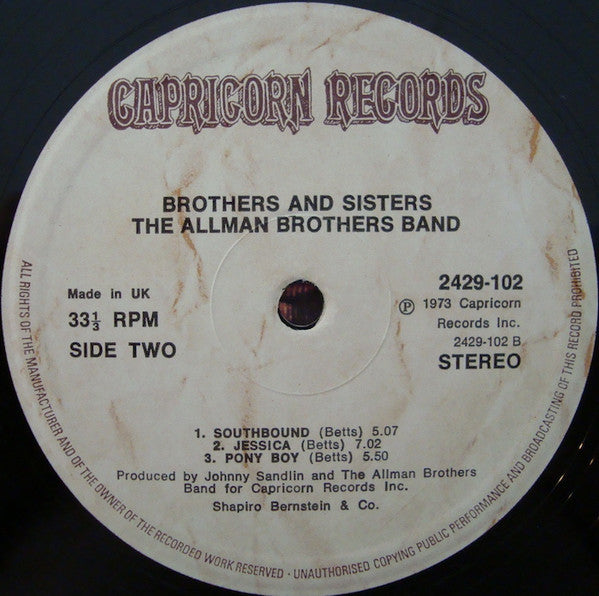 CAPRICORN RECORDS
BROTHERS AND SISTERS
THE ALLMAN BROTHERS BAND
Made in UK
33⅓ RPM
SIDE TWO
2429-102
Ⓟ 1973 Capricorn
Records Inc.
2429-102 B
STEREO
1. SOUTHBOUND (Betts) 5.07
2. JESSICA (Betts) 7.02
3. PONY BOY (Betts) 5.50
Produced by Johnny Sandlin and The Allman Brothers
Band for Capricorn Records Inc.
Shapiro Bernstein & Co.
ALL RIGHTS OF THE MANUFACTURER AND OF THE OWNER OF THE RECORDED WORK RESERVED · UNAUTHORISED COPYING PUBLIC PERFORMANCE AND BROADCASTING OF THIS RECORD PROHIBITED